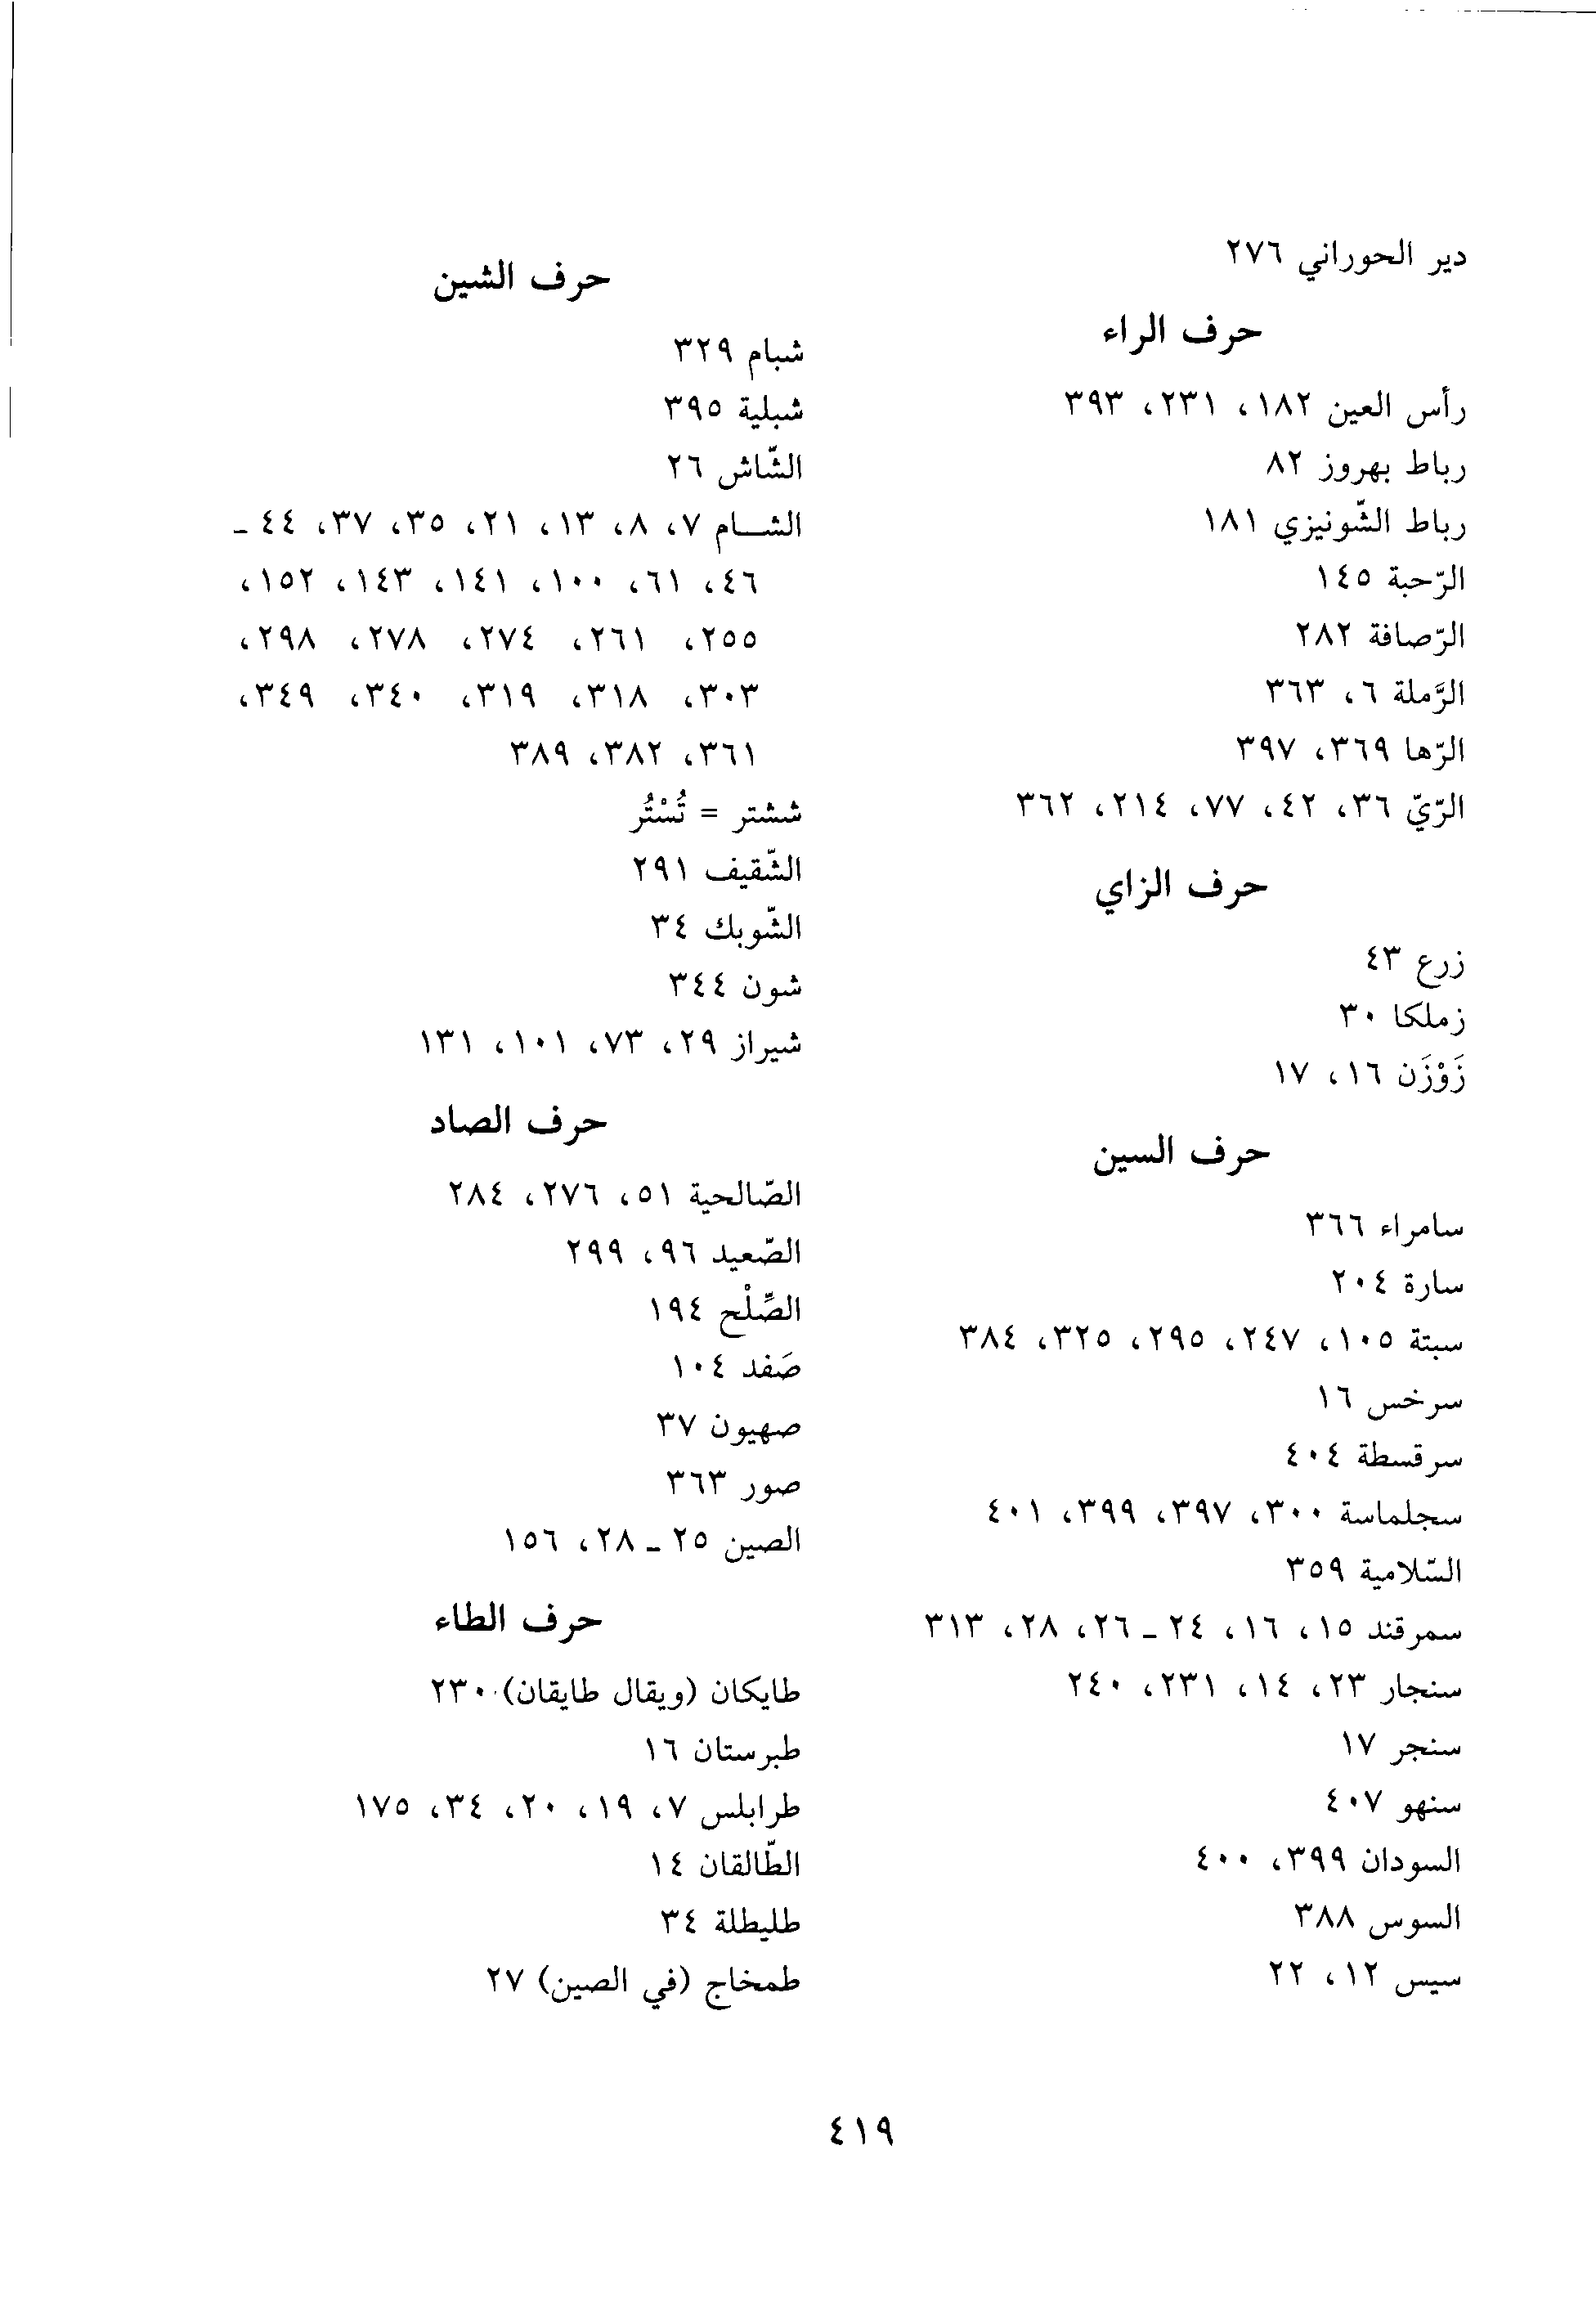 دير الحوراني ٢٧٦
حرف الراء
رأس العين ١٨٢، ٢٣١، ٣٩٣
رباط بهروز ٨٢
رباط الشّونيزي ١٨١
الرّحبة ١٤٥
الرّصافة ٢٨٢
الرَّملة ٦، ٣٦٣
الرّها ٣٦٩، ٣٩٧
الرّيّ ٣٦، ٤٢، ٧٧، ٢١٤، ٣٦٢
حرف الزاي
زرع ٤٣
زملكا ٣٠
زَوْزَن ١٦، ١٧
حرف السين
سامراء ٣٦٦
سارة ٢٠٤
سبتة ١٠٥، ٢٤٧، ٢٩٥، ٣٢٥، ٣٨٤
سرخس ١٦
سرقسطة ٤٠٤
سجلماسة ٣٠٠، ٣٩٧، ٣٩٩، ٤٠١
السّلامية ٣٥٩
سمرقند ١٥، ١٦، ٢٤ ـ ٢٦، ٢٨، ٣١٣
سنجار ٢٣، ١٤، ٢٣١، ٢٤٠
سنجر ١٧
سنهو ٤٠٧
السودان ٣٩٩، ٤٠٠
السوس ٣٨٨
سيس ١٢، ٢٢
حرف الشين
شبام ٣٢٩
شبلية ٣٩٥
الشّاش ٢٦
الشـام ٧، ٨، ١٣، ٢١، ٣٥، ٣٧، ٤٤ ـ
٤٦، ٦١، ١٠٠، ١٤١، ١٤٣، ١٥٢،
٢٥٥، ٢٦١، ٢٧٤، ٢٧٨، ٢٩٨،
٣٠٣، ٣١٨، ٣١٩، ٣٤٠، ٣٤٩،
٣٦١، ٣٨٢، ٣٨٩
ششتر = تُسْتُر
الشّقيف ٢٩١
الشّوبك ٣٤
شون ٣٤٤
شيراز ٢٩، ٧٣، ١٠١، ١٣١
حرف الصاد
الصّالحية ٥١، ٢٧٦، ٢٨٤
الصّعيد ٩٦، ٢٩٩
الصِّلْح ١٩٤
صَفد ١٠٤
صهيون ٣٧
صور ٣٦٣
الصين ٢٥ ـ ٢٨، ١٥٦
حرف الطاء
طايكان (ويقال طايقان) ٢٣٠
طبرستان ١٦
طرابلس ٧، ١٩، ٢٠، ٣٤، ١٧٥
الطّالقان ١٤
طليطلة ٣٤
طمخاج (في الصين) ٢٧
٤١٩